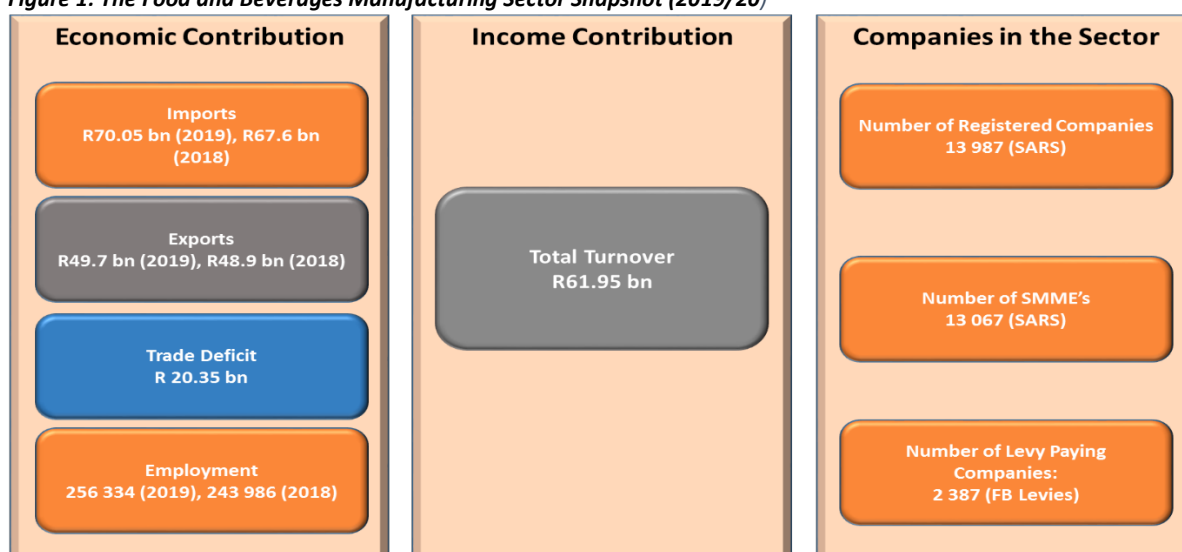 Figure 1: The Food and Beverages Manufacturing Sector Snapshot (2019/20)
Economic Contribution
Imports
R70.05 bn (2019), R67.6 bn
(2018)
Exports
R49.7 bn (2019), R48.9 bn (2018)
Trade Deficit
R 20.35 bn
Employment
256 334 (2019), 243 986 (2018)
Income Contribution
Total Turnover
R61.95 bn
Companies in the Sector
Number of Registered Companies
13 987 (SARS)
Number of SMME’s
13 067 (SARS)
Number of Levy Paying
Companies:
2 387 (FB Levies)